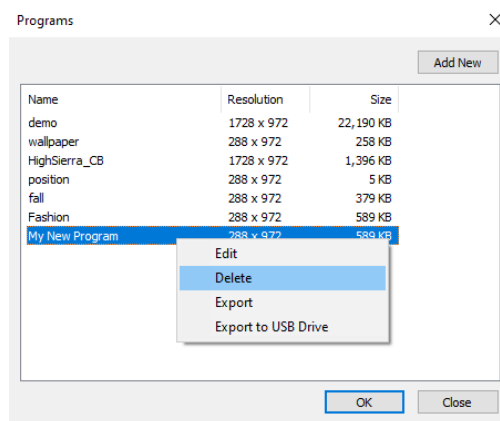 Programs
Add New
Name Resolution Size
demo 1728 x 972 22,190 KB
wallpaper 288 x 972 258 KB
HighSierra_CB 1728 x 972 1,396 KB
position 288 x 972 5 KB
fall 288 x 972 379 KB
Fashion 288 x 972 589 KB
My New Program 288 x 972 589 KB
Edit
Delete
Export
Export to USB Drive
OK Close